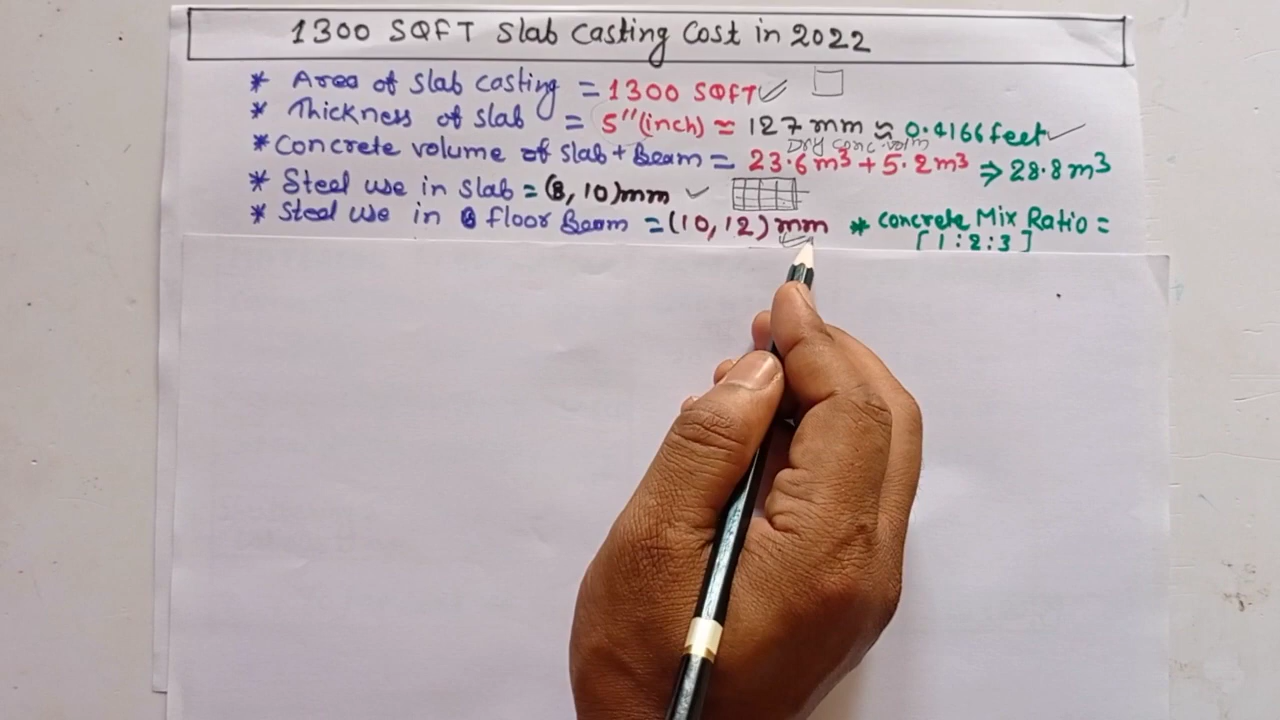 1300 SQFT Slab Casting Cost in 2022
* Area of slab casting = 1300 SQFT ✓
* Thickness of slab = 5"(inch) ≈ 127 mm ≈ 0.4166 feet ✓
Dry conc. volm
* Concrete volume of slab + Beam = 23.6 m³ + 5.2 m³ ⇒ 28.8 m³
* Steel use in slab = (8, 10) mm ✓
* Steel use in floor Beam = (10, 12) mm * Concrete Mix Ratio =
[1:2:3]